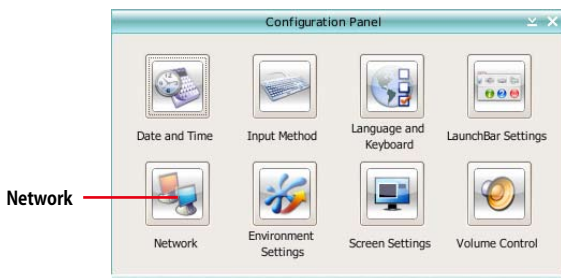 Configuration Panel
Date and Time
Input Method
Language and
Keyboard
LaunchBar Settings
Network
Network
Environment
Settings
Screen Settings
Volume Control